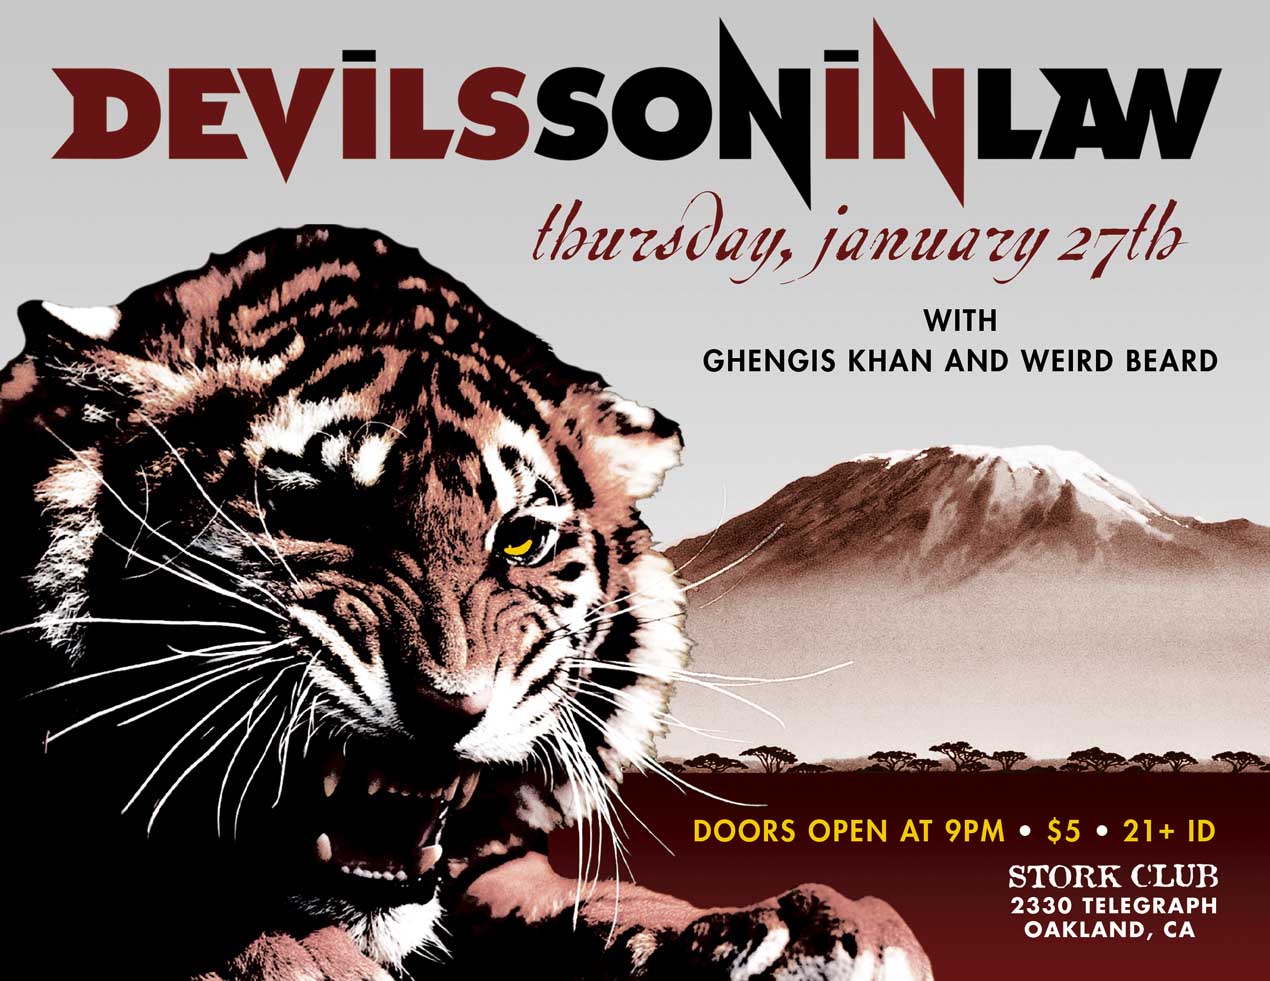 DEVILSSONINLAW
thursday, january 27th
WITH
GHENGIS KHAN AND WEIRD BEARD
DOORS OPEN AT 9PM • $5 • 21+ ID
STORK CLUB
2330 TELEGRAPH
OAKLAND, CA